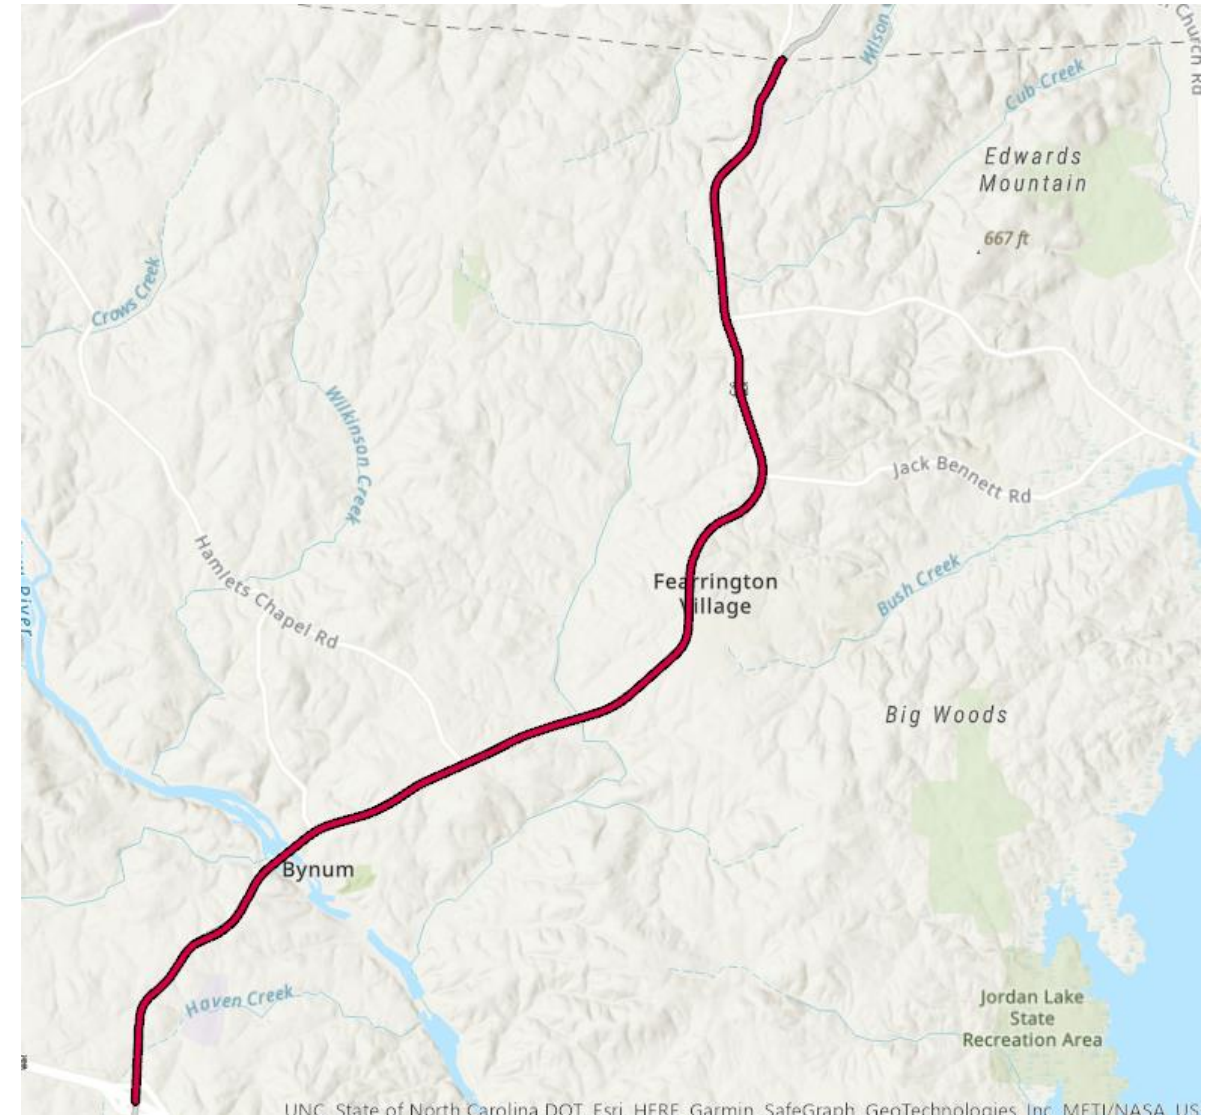 Wilson
Church Rd
Cub Creek
Edwards
Mountain
667 ft
Crows Creek
Wilkinson Creek
Jack Bennett Rd
Hamlets Chapel Rd
Fearrington
Village
Bush Creek
River
Big Woods
Bynum
Haven Creek
Jordan Lake
State
Recreation Area
UNC, State of North Carolina DOT, Esri, HERE, Garmin, SafeGraph, GeoTechnologies, Inc, METI/NASA, US